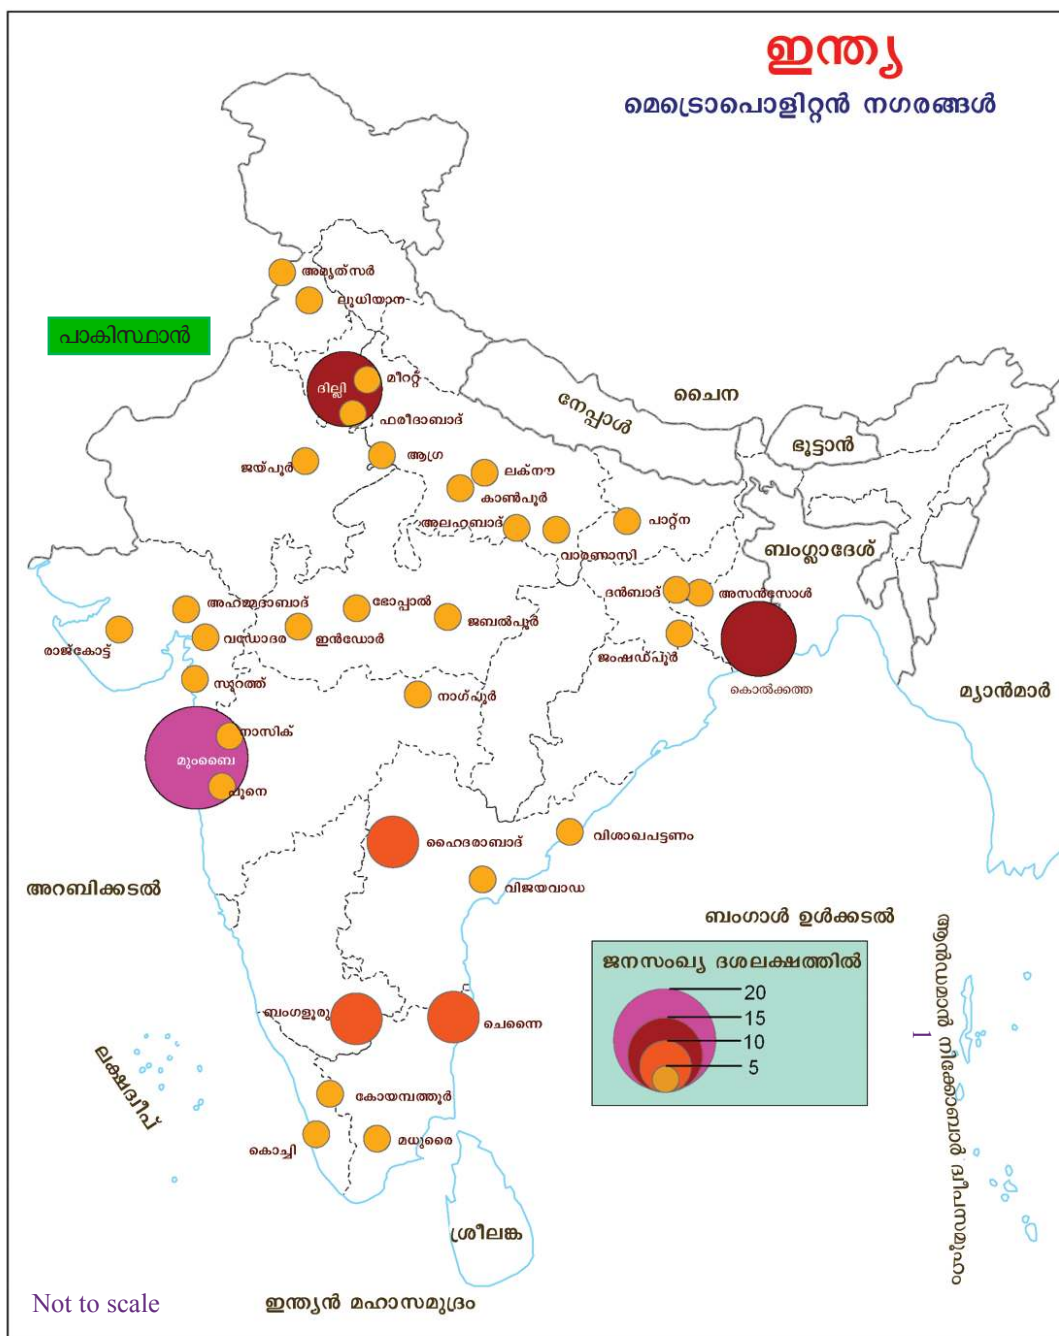 ഇന്ത്യ
മെട്രൊപൊളിറ്റൻ നഗരങ്ങൾ
അമൃത്സർ
ലുധിയാന
പാകിസ്ഥാൻ
ദില്ലി
മീററ്റ്
ഫരീദാബാദ്
ചൈന
നേപ്പാൾ
ഭൂട്ടാൻ
ജയ്പൂർ
ആഗ്ര
ലക്നൗ
കാൺപൂർ
അലഹബാദ്
വാരണാസി
പാറ്റ്ന
ബംഗ്ലാദേശ്
ദൻബാദ്
അസൻസോൾ
അഹമ്മദാബാദ്
ഭോപ്പാൽ
ജബൽപൂർ
രാജ്കോട്ട്
വഡോദര
ഇൻഡോർ
ജംഷഡ്പൂർ
സൂറത്ത്
നാഗ്പൂർ
കൊൽക്കത്ത
മ്യാൻമാർ
നാസിക്
മുംബൈ
പൂനെ
ഹൈദരാബാദ്
വിശാഖപട്ടണം
അറബിക്കടൽ
വിജയവാഡ
ബംഗാൾ ഉൾക്കടൽ
ജനസംഖ്യ ദശലക്ഷത്തിൽ
20
15
10
5
1
ആൻഡമാൻ നിക്കോബാർ ദ്വീപസമൂഹം
ബംഗളൂരു
ചെന്നൈ
ലക്ഷദ്വീപ്
കോയമ്പത്തൂർ
കൊച്ചി
മധുരൈ
ശ്രീലങ്ക
Not to scale
ഇന്ത്യൻ മഹാസമുദ്രം